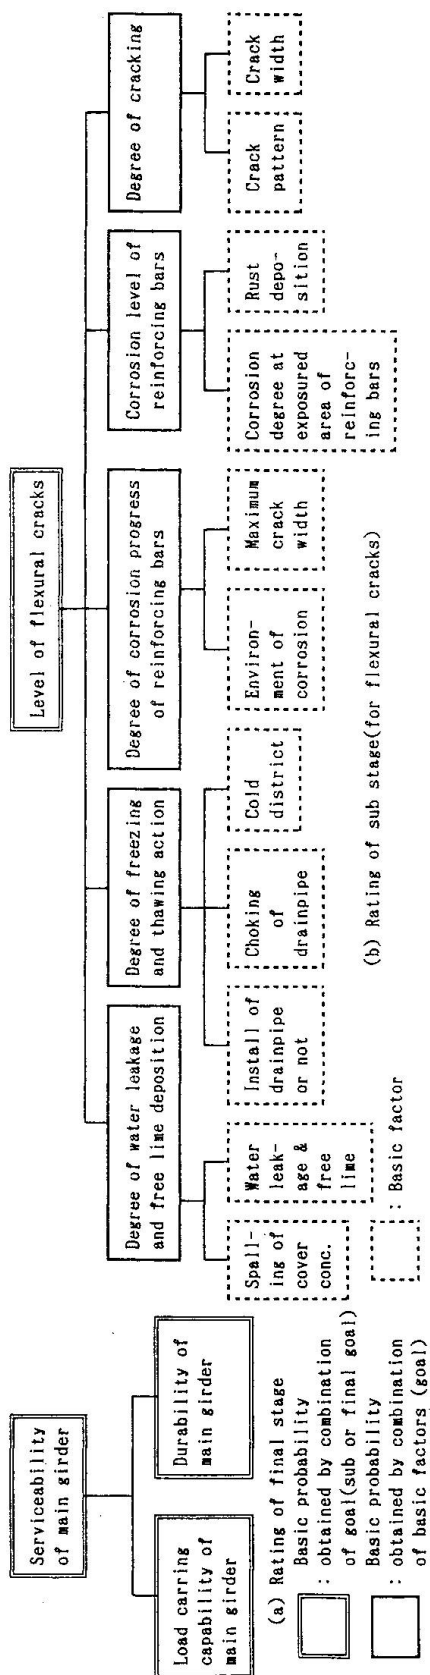 Serviceability
of main girder
Load carring
capability of
main girder
Durability of
main girder
(a) Rating of final stage
Basic probability
: obtained by combination
of goal(sub or final goal)
Basic probability
: obtained by combination
of basic factors (goal)
Level of flexural cracks
Degree of water leakage
and free lime deposition
Degree of freezing
and thawing action
Degree of corrosion progress
of reinforcing bars
Corrosion level of
reinforcing bars
Degree of cracking
Spall-
ing of
cover
conc.
Water
leak-
age &
free
lime
Install of
drainpipe
or not
Choking
of
drainpipe
Cold
district
Environ-
ment of
corrosion
Maximum
crack
width
Corrosion
degree at
exposured
area of
reinforc-
ing bars
Rust
depo-
sition
Crack
pattern
Crack
width
: Basic factor
(b) Rating of sub stage(for flexural cracks)